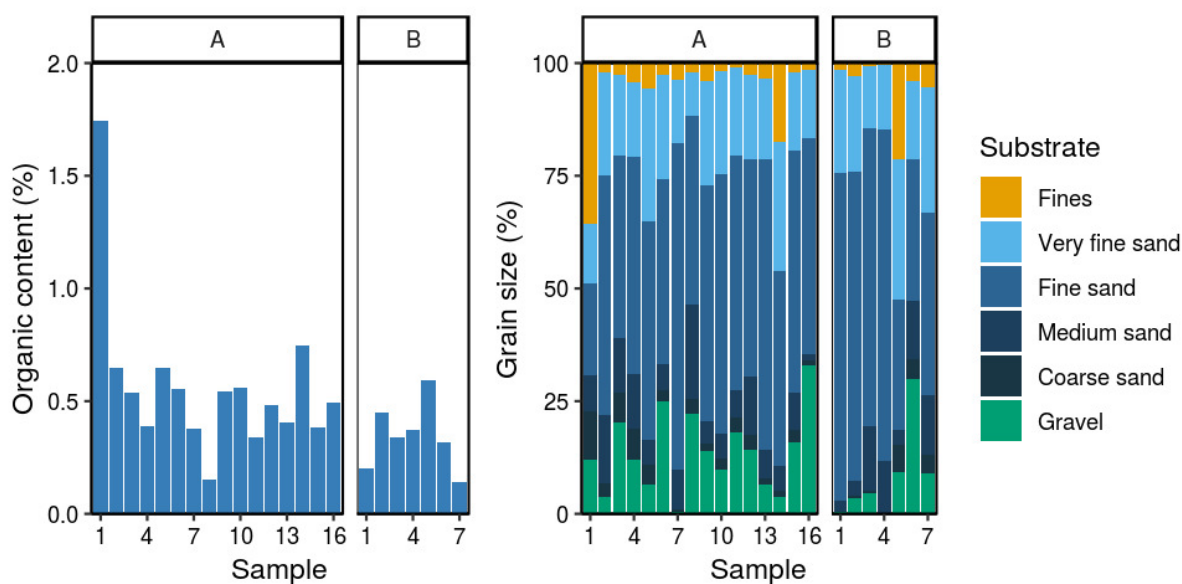 A B
2.0
1.5
1.0
0.5
0.0
Organic content (%)
1 4 7 10 13 16 1 4 7
Sample
A B
100
75
50
25
0
Grain size (%)
1 4 7 10 13 16 1 4 7
Sample
Substrate
Fines
Very fine sand
Fine sand
Medium sand
Coarse sand
Gravel